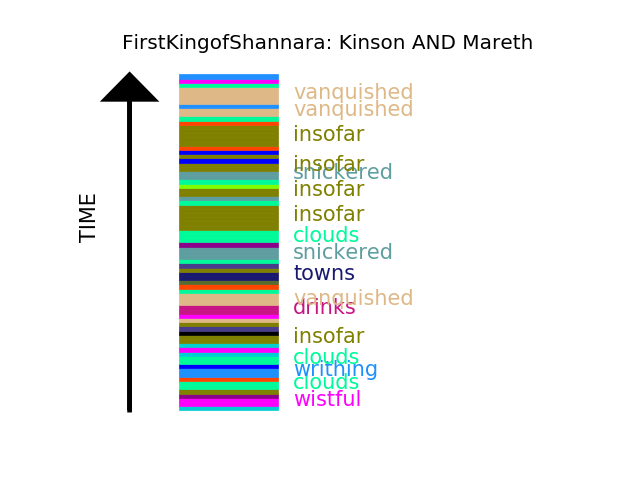 FirstKingofShannara: Kinson AND Mareth
TIME
vanquished
vanquished
insofar
insofar
snickered
insofar
insofar
clouds
snickered
towns
vanquished
drinks
insofar
clouds
writhing
clouds
wistful